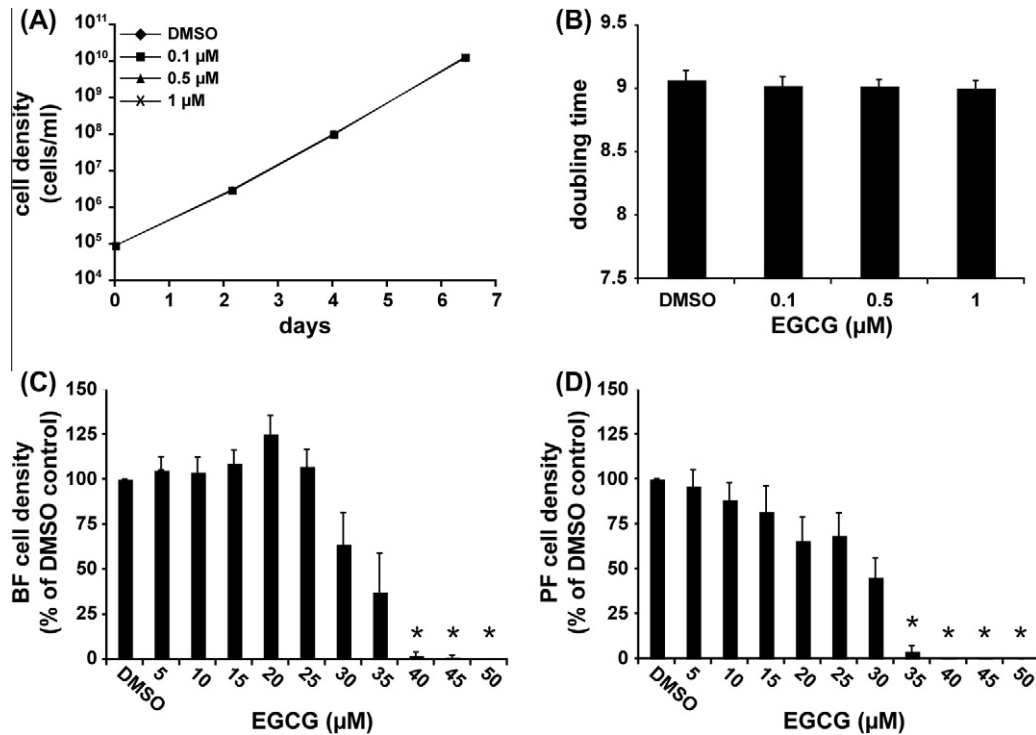 (A)
10¹¹
10¹⁰
10⁹
10⁸
10⁷
10⁶
10⁵
10⁴
cell density
(cells/ml)
DMSO
0.1 µM
0.5 µM
1 µM
0 1 2 3 4 5 6 7
days
(B)
9.5
9
8.5
8
7.5
doubling time
DMSO 0.1 0.5 1
EGCG (µM)
(C)
150
125
100
75
50
25
0
BF cell density
(% of DMSO control)
* * *
DMSO 5 10 15 20 25 30 35 40 45 50
EGCG (µM)
(D)
150
125
100
75
50
25
0
PF cell density
(% of DMSO control)
* * * *
DMSO 5 10 15 20 25 30 35 40 45 50
EGCG (µM)